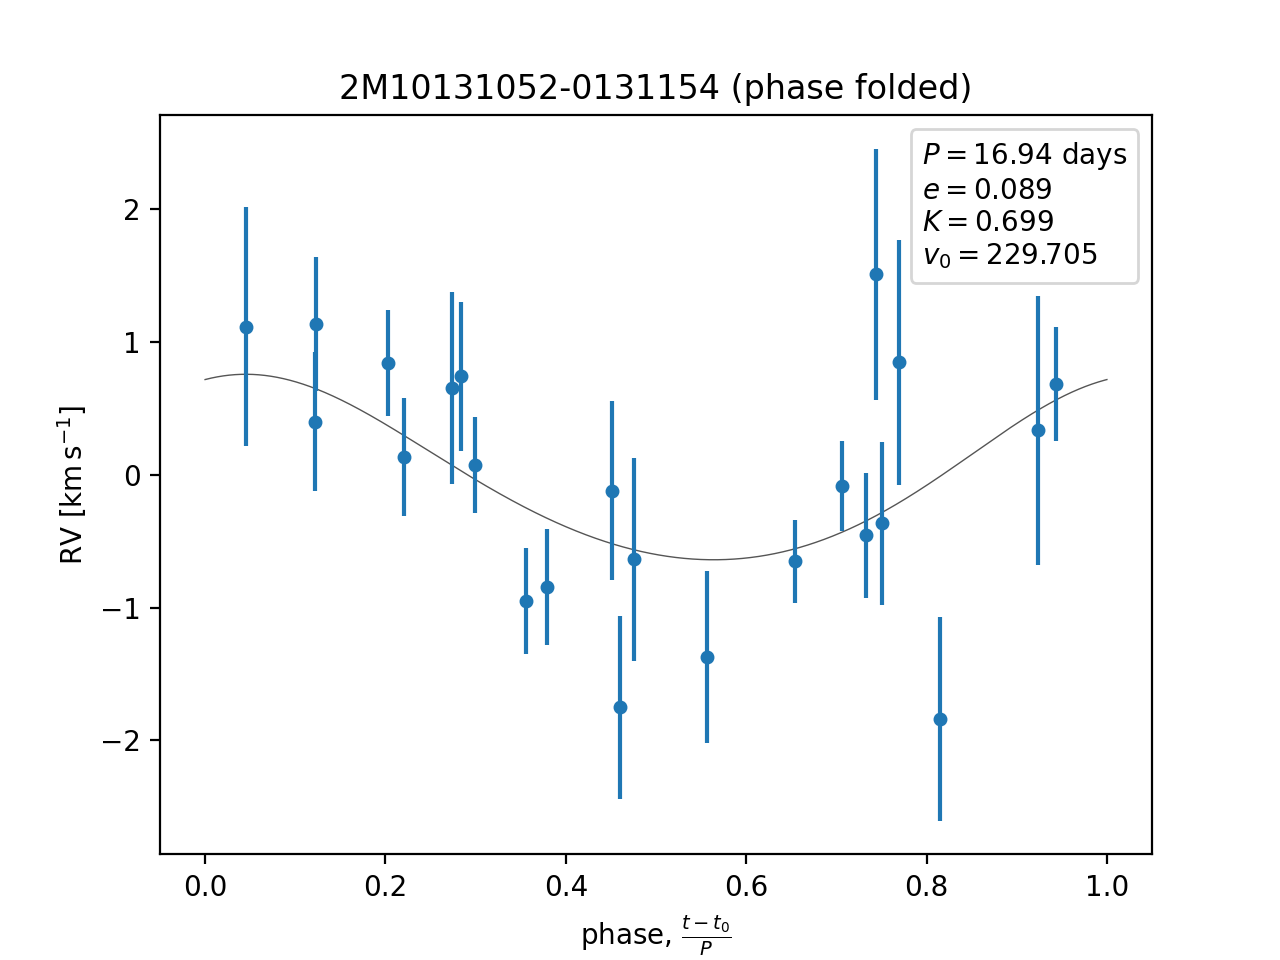 2M10131052-0131154 (phase folded)
P = 16.94 days
e = 0.089
K = 0.699
v₀ = 229.705
RV [km s⁻¹]
2
1
0
−1
−2
0.0 0.2 0.4 0.6 0.8 1.0
phase, (t − t₀)/P